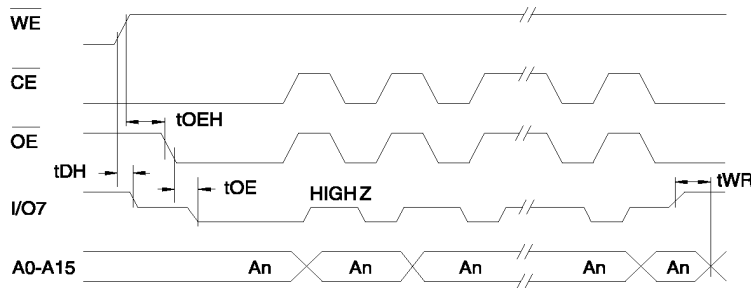 WE
CE
tOEH
OE
tDH
tOE
HIGH Z
tWR
I/O7
A0-A15 An An An An An